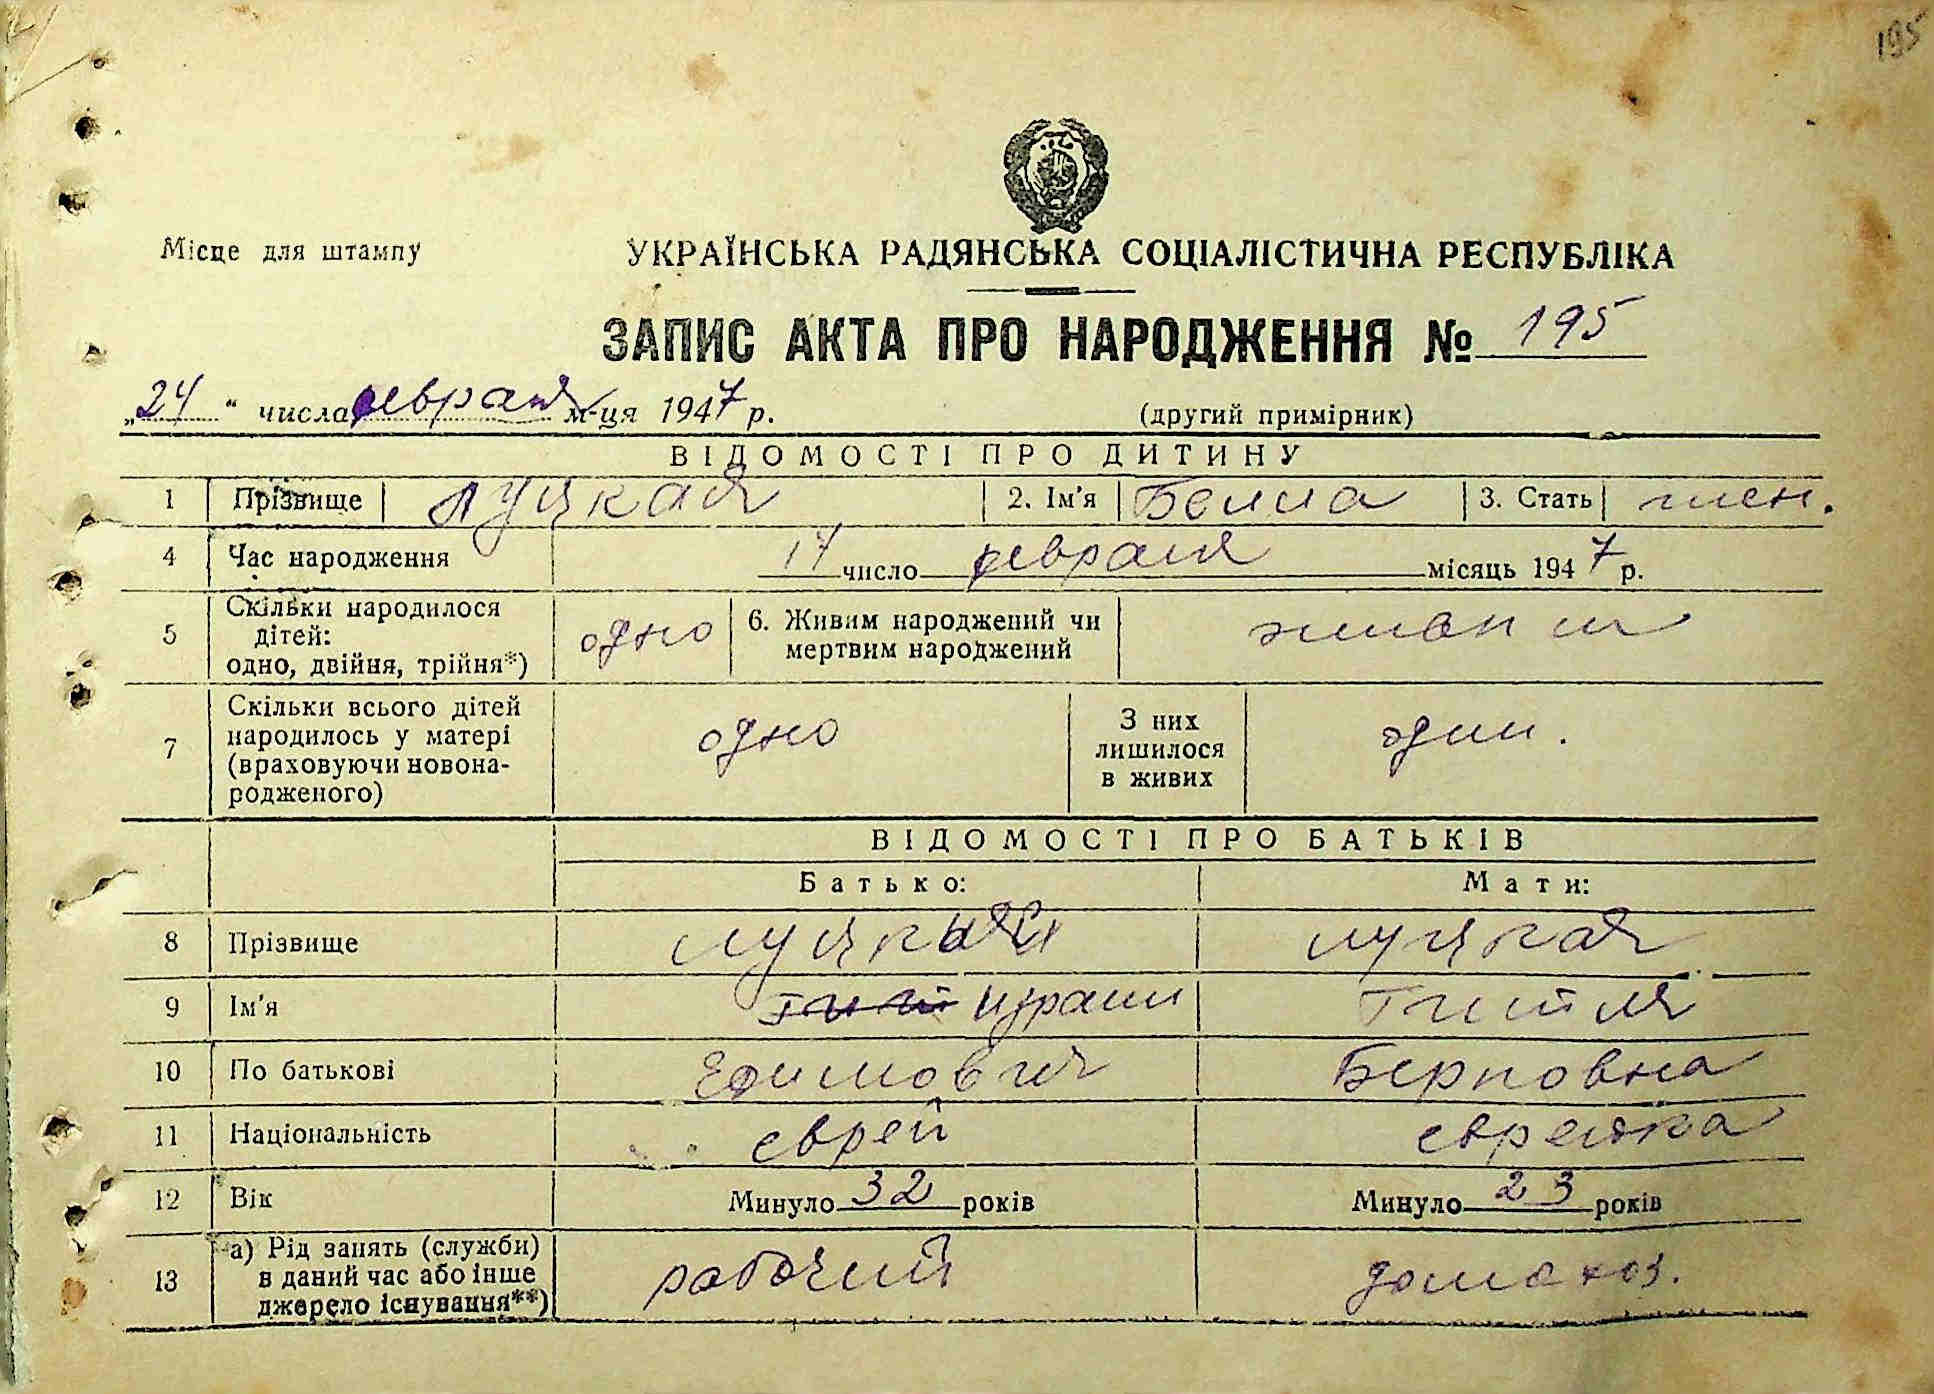 195
Місце для штампу
УКРАЇНСЬКА РАДЯНСЬКА СОЦІАЛІСТИЧНА РЕСПУБЛІКА
ЗАПИС АКТА ПРО НАРОДЖЕННЯ № 195
„24“ числа февраля м-ця 1947 р. (другий примірник)
ВІДОМОСТІ ПРО ДИТИНУ
1 Прізвище Луцкая 2. Ім'я Белла 3. Стать жен.
4 Час народження 17 число февраля місяць 1947 р.
5 Скільки народилося дітей: одно, двійня, трійня*) одно 6. Живим народжений чи мертвим народжений живым
7 Скільки всього дітей народилось у матері (враховуючи новонародженого) одно З них лишилося в живих один.
ВІДОМОСТІ ПРО БАТЬКІВ
Батько: Мати:
8 Прізвище Луцкий Луцкая
9 Ім'я Израил Гитля
10 По батькові Ефимович Берковна
11 Національність еврей еврейка
12 Вік Минуло 32 років Минуло 23 років
13 а) Рід занять (служби) в даний час або інше джерело існування**) рабочий домохоз.